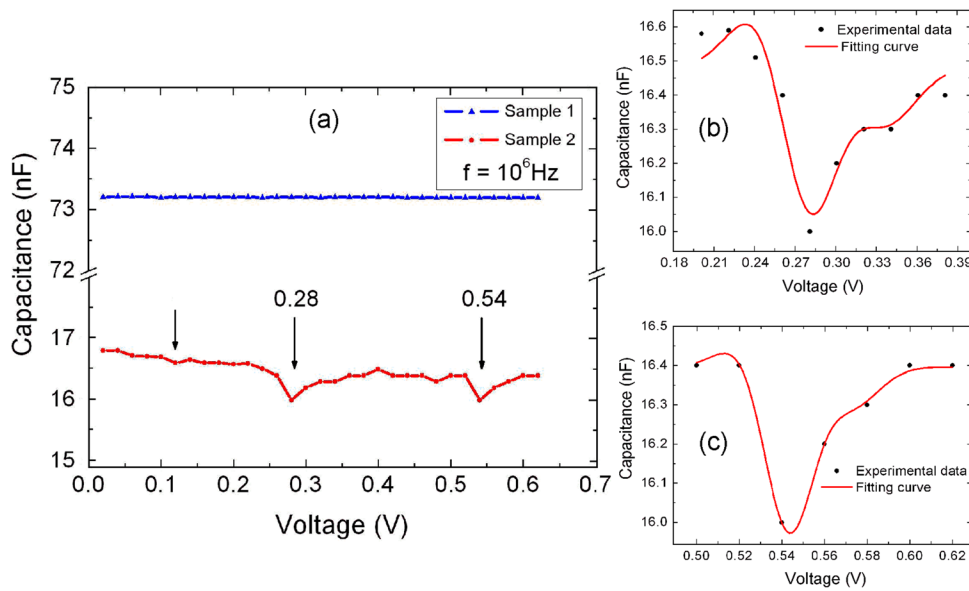 (a)
Sample 1
Sample 2
f = 10⁶Hz
Capacitance (nF)
75
74
73
72
17
16
15
0.28
0.54
0.0 0.1 0.2 0.3 0.4 0.5 0.6 0.7
Voltage (V)
(b)
Experimental data
Fitting curve
Capacitance (nF)
16.6
16.5
16.4
16.3
16.2
16.1
16.0
0.18 0.21 0.24 0.27 0.30 0.33 0.36 0.39
Voltage (V)
(c)
Experimental data
Fitting curve
Capacitance (nF)
16.5
16.4
16.3
16.2
16.1
16.0
0.50 0.52 0.54 0.56 0.58 0.60 0.62
Voltage (V)